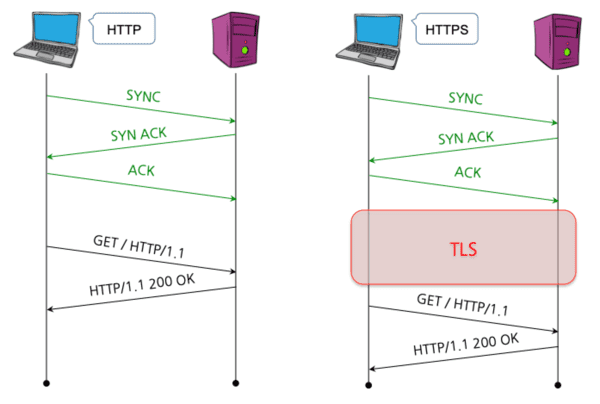 HTTP
SYNC
SYN ACK
ACK
GET / HTTP/1.1
HTTP/1.1 200 OK
HTTPS
SYNC
SYN ACK
ACK
TLS
GET / HTTP/1.1
HTTP/1.1 200 OK